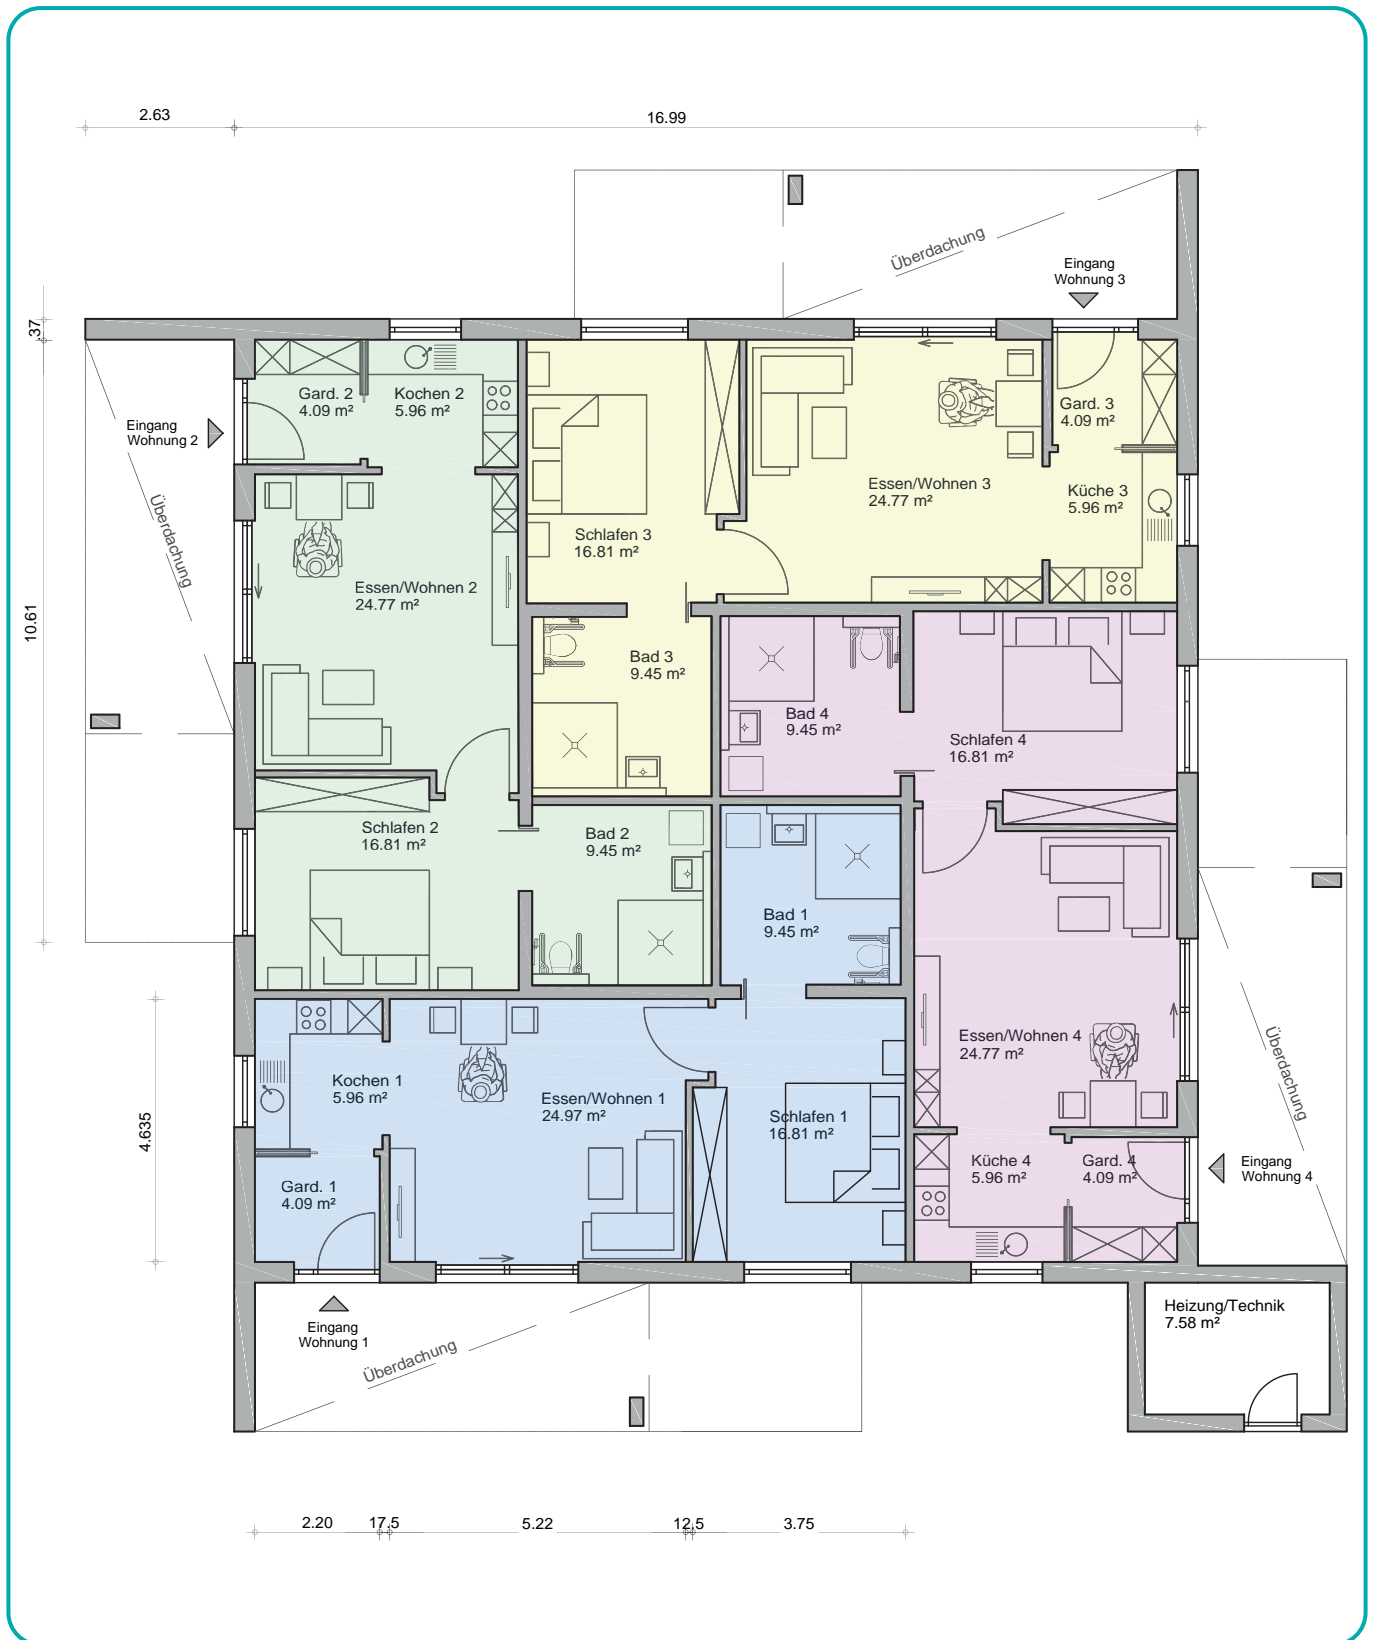 2.63
16.99
Überdachung
Eingang
Wohnung 3
.37
Gard. 2
4.09 m²
Kochen 2
5.96 m²
Gard. 3
4.09 m²
Eingang
Wohnung 2
Essen/Wohnen 3
24.77 m²
Küche 3
5.96 m²
Überdachung
Schlafen 3
16.81 m²
Essen/Wohnen 2
24.77 m²
10.61
Bad 3
9.45 m²
Bad 4
9.45 m²
Schlafen 4
16.81 m²
Schlafen 2
16.81 m²
Bad 2
9.45 m²
Bad 1
9.45 m²
Essen/Wohnen 4
24.77 m²
Überdachung
Kochen 1
5.96 m²
Essen/Wohnen 1
24.97 m²
Schlafen 1
16.81 m²
4.635
Küche 4
5.96 m²
Gard. 4
4.09 m²
Eingang
Wohnung 4
Gard. 1
4.09 m²
Heizung/Technik
7.58 m²
Eingang
Wohnung 1
Überdachung
2.20
17.5
5.22
12.5
3.75